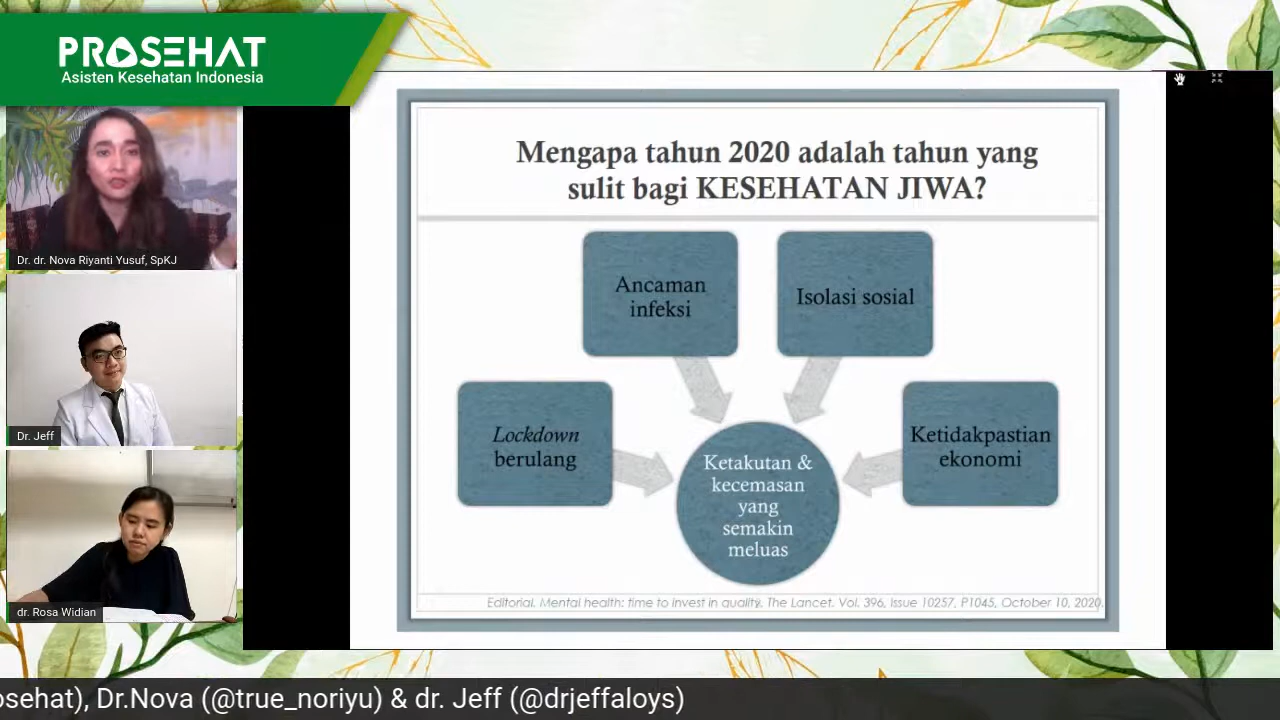 PROSEHAT
Asisten Kesehatan Indonesia
Dr. dr. Nova Riyanti Yusuf, SpKJ
Dr. Jeff
dr. Rosa Widian
Mengapa tahun 2020 adalah tahun yang
sulit bagi KESEHATAN JIWA?
Ancaman
infeksi
Isolasi sosial
Lockdown
berulang
Ketidakpastian
ekonomi
Ketakutan &
kecemasan
yang
semakin
meluas
Editorial. Mental health: time to invest in quality. The Lancet. Vol. 396, Issue 10257, P1045, October 10, 2020.
osehat), Dr.Nova (@true_noriyu) & dr. Jeff (@drjeffaloys)